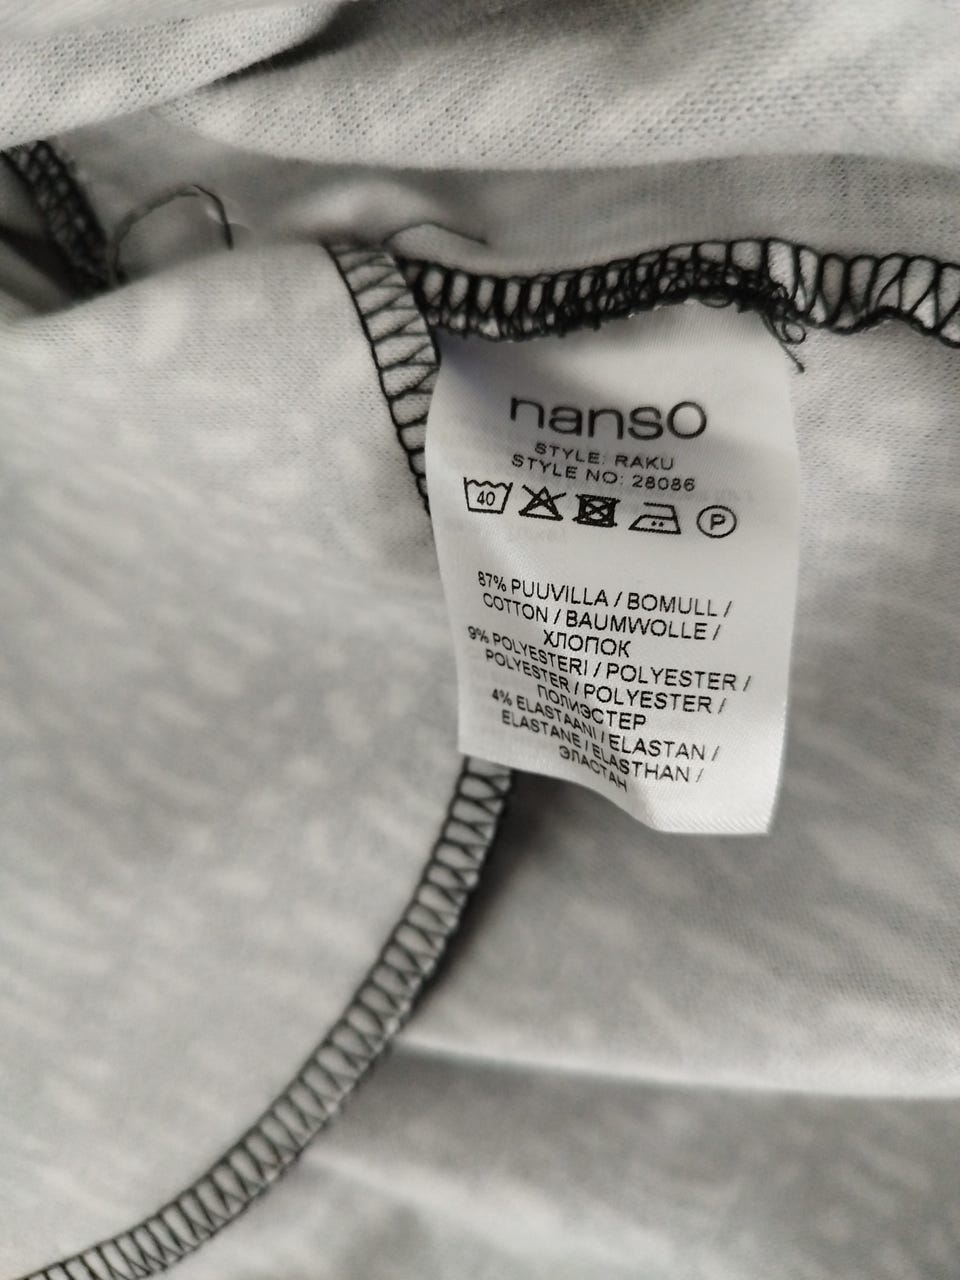 nanso
STYLE: RAKU
STYLE NO: 28086
40 P
87% PUUVILLA / BOMULL /
COTTON / BAUMWOLLE /
ХЛОПОК
9% POLYESTERI / POLYESTER /
POLYESTER / POLYESTER /
ПОЛИЭСТЕР
4% ELASTAANI / ELASTAN /
ELASTANE / ELASTHAN /
ЭЛАСТАН